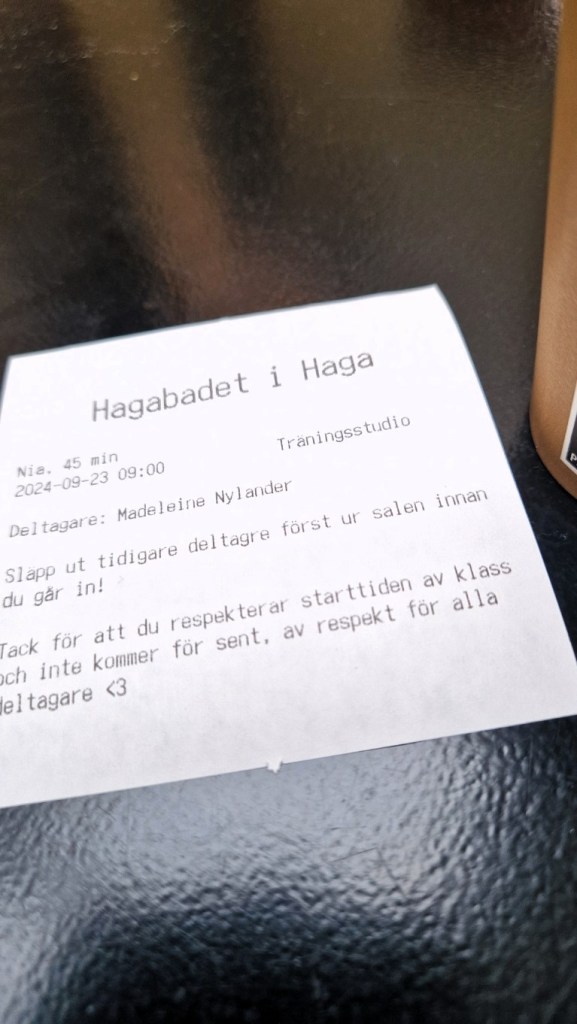 Hagabadet i Haga
Nia. 45 min
Träningsstudio
2024-09-23 09:00
Deltagare: Madeleine Nylander
Släpp ut tidigare deltagre först ur salen innan
du går in!
Tack för att du respekterar starttiden av klass
och inte kommer för sent, av respekt för alla
deltagare <3